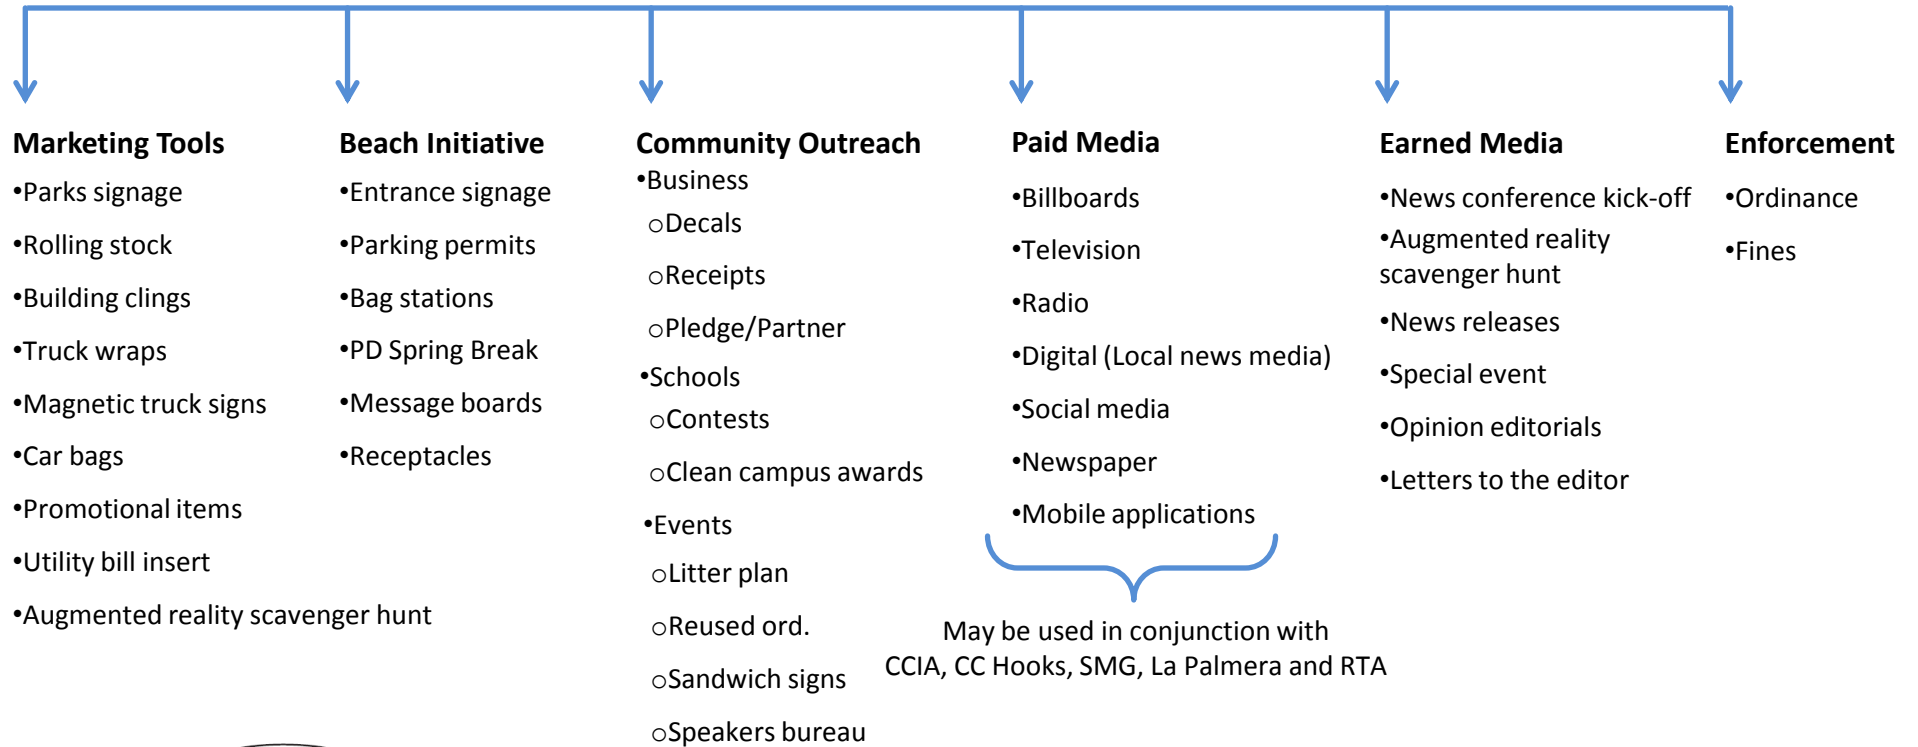 Marketing Tools
•Parks signage
•Rolling stock
•Building clings
•Truck wraps
•Magnetic truck signs
•Car bags
•Promotional items
•Utility bill insert
•Augmented reality scavenger hunt
Beach Initiative
•Entrance signage
•Parking permits
•Bag stations
•PD Spring Break
•Message boards
•Receptacles
Community Outreach
•Business
oDecals
oReceipts
oPledge/Partner
•Schools
oContests
oClean campus awards
•Events
oLitter plan
oReused ord.
oSandwich signs
oSpeakers bureau
Paid Media
•Billboards
•Television
•Radio
•Digital (Local news media)
•Social media
•Newspaper
•Mobile applications
May be used in conjunction with
CCIA, CC Hooks, SMG, La Palmera and RTA
Earned Media
•News conference kick-off
•Augmented reality
scavenger hunt
•News releases
•Special event
•Opinion editorials
•Letters to the editor
Enforcement
•Ordinance
•Fines